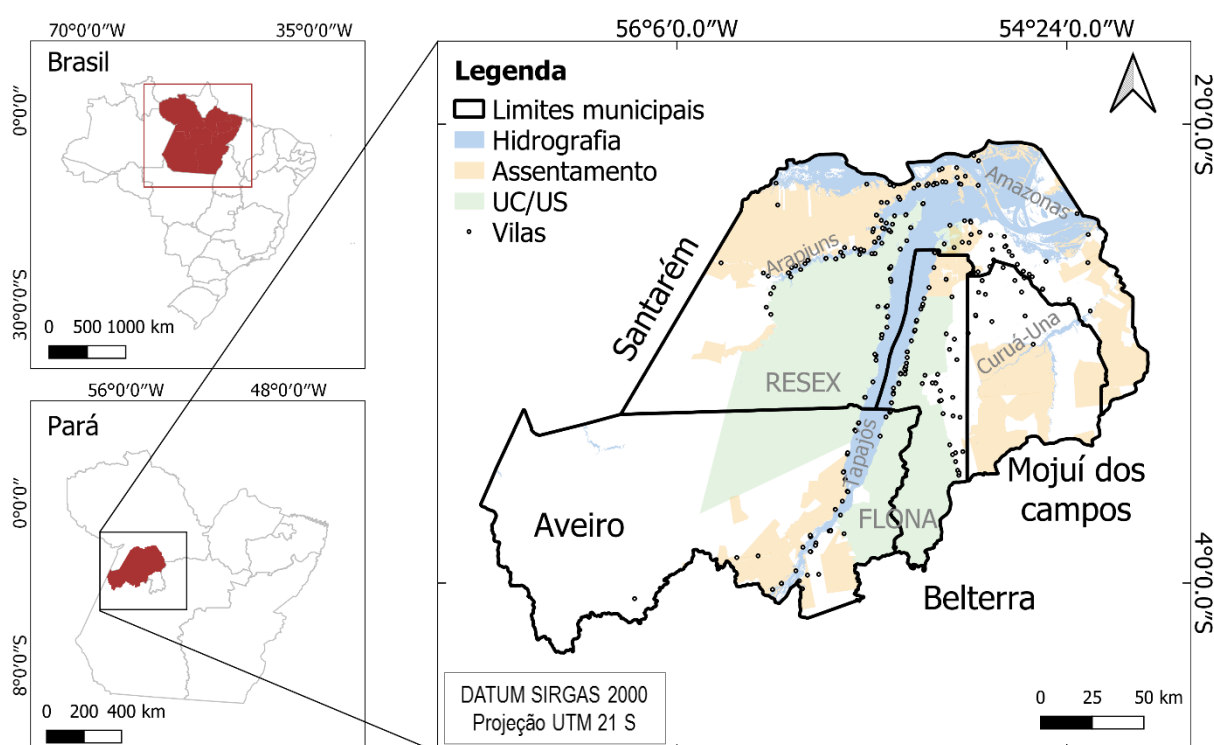 70°0'0"W 35°0'0"W
Brasil
0°0'0"
30°0'0"S
0 500 1000 km
56°0'0"W 48°0'0"W
Pará
0°0'0"
8°0'0"S
0 200 400 km
56°6'0.0"W 54°24'0.0"W
Legenda
Limites municipais
Hidrografia
Assentamento
UC/US
Vilas
2°0'0.0"S
4°0'0.0"S
Amazonas
Arapiuns
Santarém
Curuá-Una
RESEX
Tapajós
Mojuí dos
campos
Aveiro
FLONA
Belterra
DATUM SIRGAS 2000
Projeção UTM 21 S
0 25 50 km